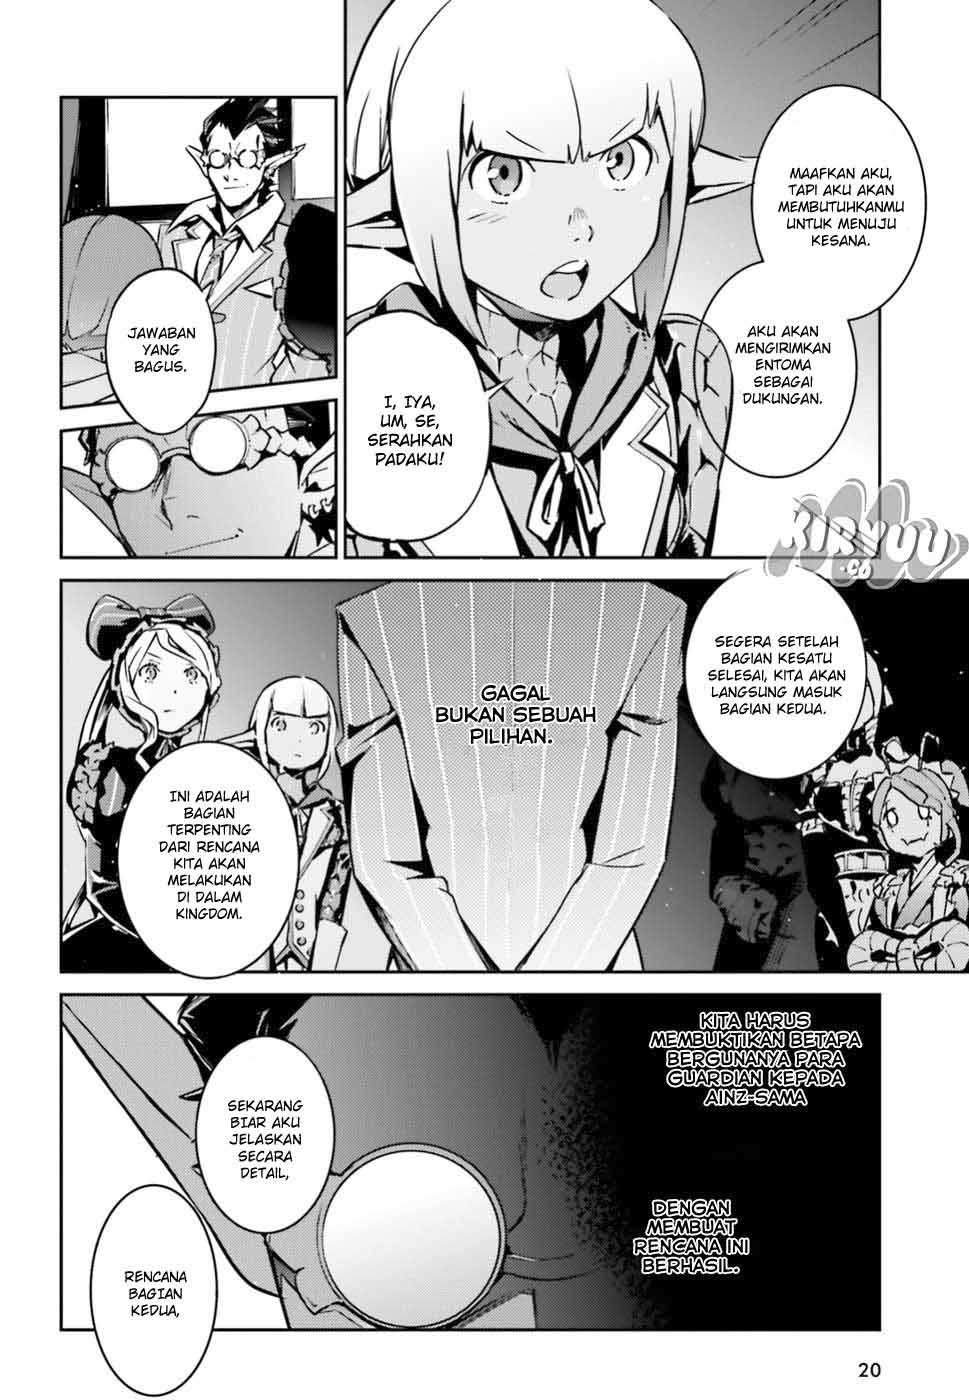 MAAFKAN AKU,
TAPI AKU AKAN
MEMBUTUHKANMU
UNTUK MENUJU
KESANA.
AKU AKAN
MENGIRIMKAN
ENTOMA
SEBAGAI
DUKUNGAN.
I, IYA,
UM, SE,
SERAHKAN
PADAKU!
JAWABAN
YANG
BAGUS.
KIRYUU
.CO
SEGERA SETELAH
BAGIAN KESATU
SELESAI, KITA AKAN
LANGSUNG MASUK
BAGIAN KEDUA.
GAGAL
BUKAN SEBUAH
PILIHAN.
INI ADALAH
BAGIAN
TERPENTING
DARI RENCANA
KITA AKAN
MELAKUKAN
DI DALAM
KINGDOM.
KITA HARUS
MEMBUKTIKAN BETAPA
BERGUNANYA PARA
GUARDIAN KEPADA
AINZ-SAMA
DENGAN
MEMBUAT
RENCANA INI
BERHASIL.
SEKARANG
BIAR AKU
JELASKAN
SECARA
DETAIL,
RENCANA
BAGIAN
KEDUA,
20